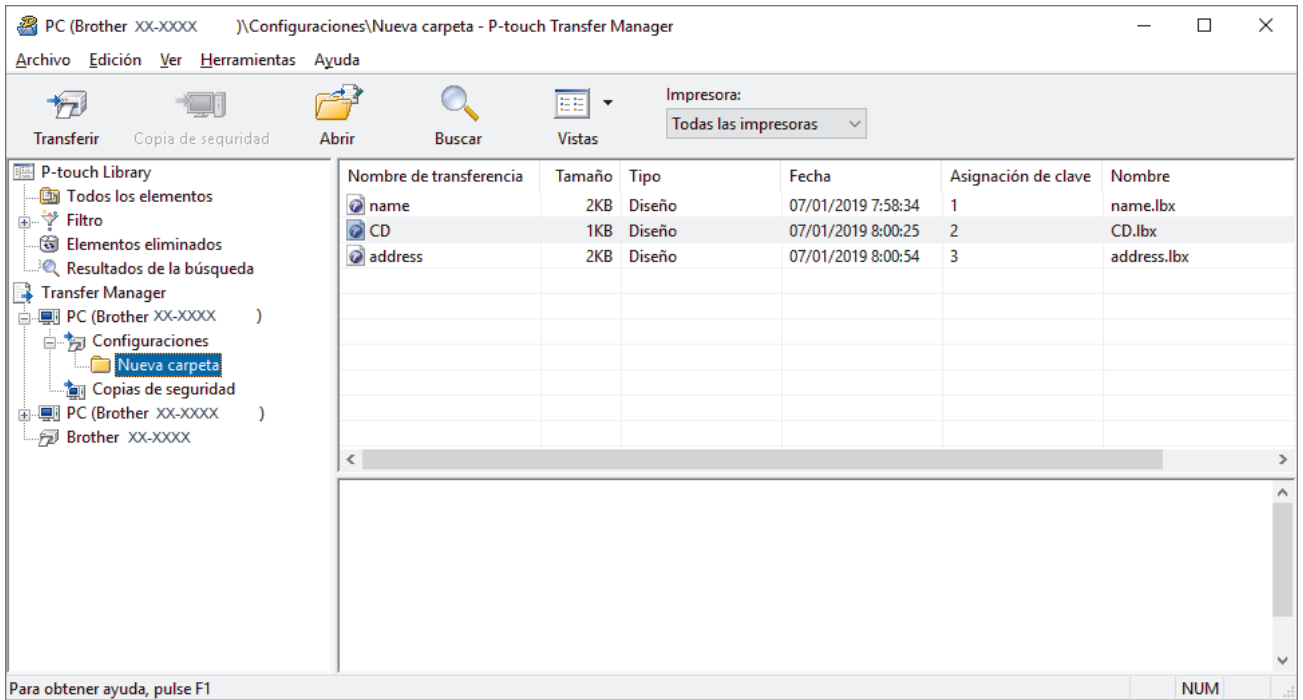 PC (Brother XX-XXXX )\Configuraciones\Nueva carpeta - P-touch Transfer Manager
Archivo Edición Ver Herramientas Ayuda
Impresora:
Todas las impresoras
Transferir Copia de seguridad Abrir Buscar Vistas
P-touch Library
Todos los elementos
Filtro
Elementos eliminados
Resultados de la búsqueda
Transfer Manager
PC (Brother XX-XXXX )
Configuraciones
Nueva carpeta
Copias de seguridad
PC (Brother XX-XXXX )
Brother XX-XXXX
Nombre de transferencia Tamaño Tipo Fecha Asignación de clave Nombre
name 2KB Diseño 07/01/2019 7:58:34 1 name.lbx
CD 1KB Diseño 07/01/2019 8:00:25 2 CD.lbx
address 2KB Diseño 07/01/2019 8:00:54 3 address.lbx
Para obtener ayuda, pulse F1
NUM